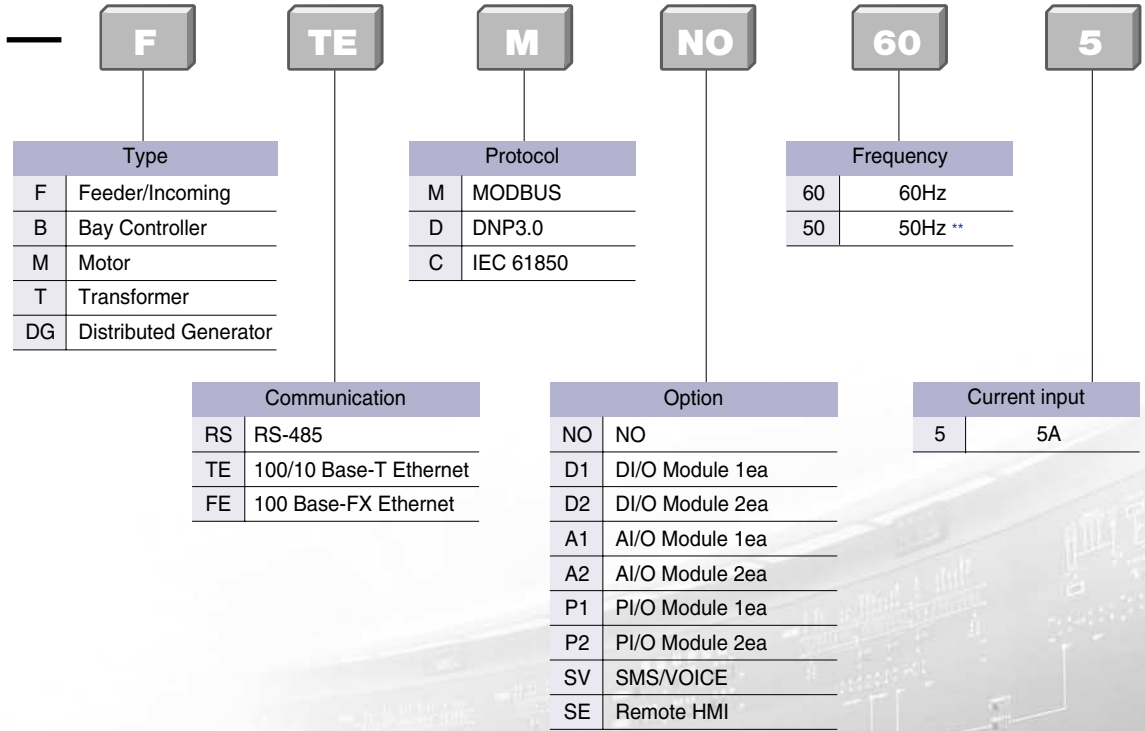 — F TE M NO 60 5
Type
F Feeder/Incoming
B Bay Controller
M Motor
T Transformer
DG Distributed Generator
Protocol
M MODBUS
D DNP3.0
C IEC 61850
Frequency
60 60Hz
50 50Hz **
Communication
RS RS-485
TE 100/10 Base-T Ethernet
FE 100 Base-FX Ethernet
Option
NO NO
D1 DI/O Module 1ea
D2 DI/O Module 2ea
A1 AI/O Module 1ea
A2 AI/O Module 2ea
P1 PI/O Module 1ea
P2 PI/O Module 2ea
SV SMS/VOICE
SE Remote HMI
Current input
5 5A